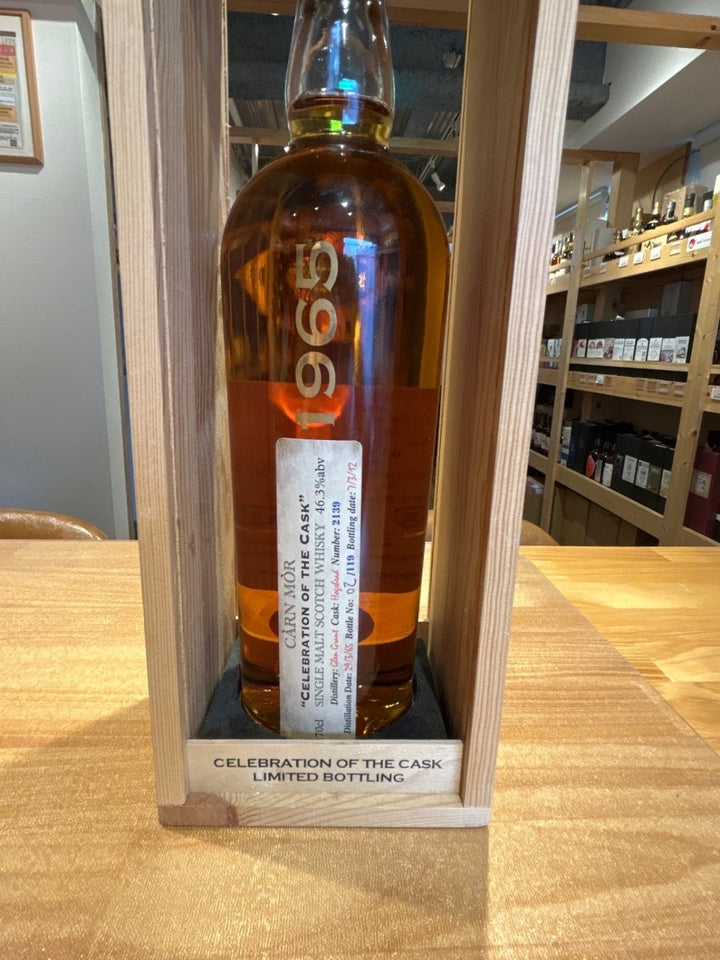 1965
CÀRN MÒR
"CELEBRATION OF THE CASK"
70cl SINGLE MALT SCOTCH WHISKY 46.3%abv
Distillery: Glen Grant Cask: Hogshead Number: 2139
Distillation Date: 29/3/65 Bottle No: 02/119 Bottling date: 7/3/12
CELEBRATION OF THE CASK
LIMITED BOTTLING